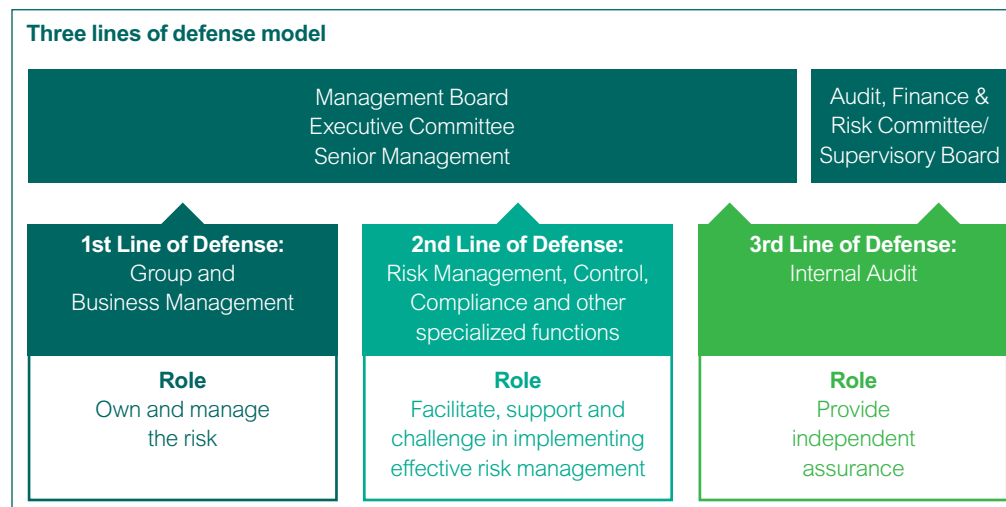 Three lines of defense model
Management Board
Executive Committee
Senior Management
Audit, Finance &
Risk Committee/
Supervisory Board
1st Line of Defense:
Group and
Business Management
Role
Own and manage
the risk
2nd Line of Defense:
Risk Management, Control,
Compliance and other
specialized functions
Role
Facilitate, support and
challenge in implementing
effective risk management
3rd Line of Defense:
Internal Audit
Role
Provide
independent
assurance